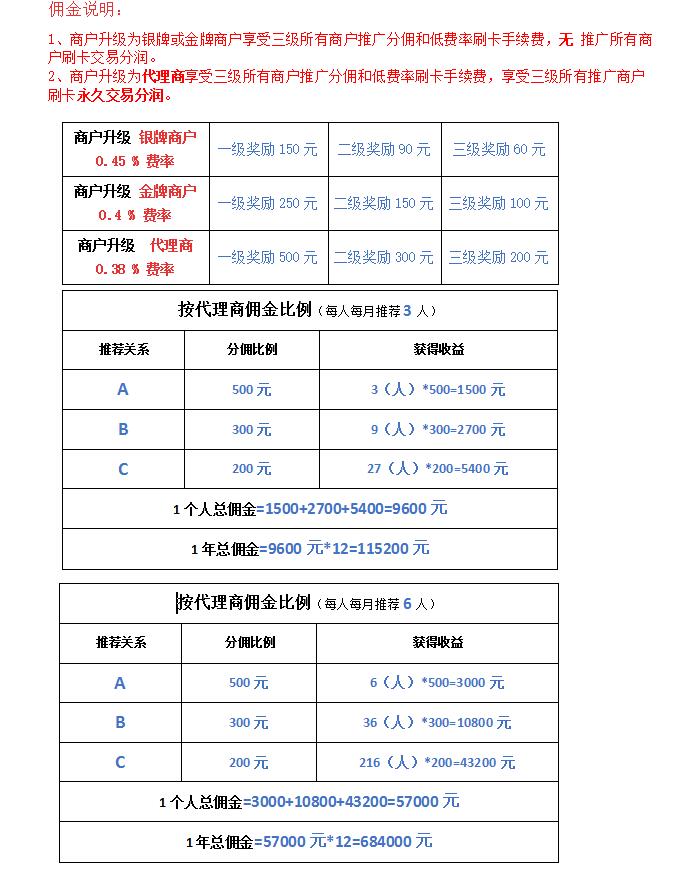 佣金说明：
1、商户升级为银牌或金牌商户享受三级所有商户推广分佣和低费率刷卡手续费，无 推广所有商
户刷卡交易分润。
2、商户升级为代理商享受三级所有商户推广分佣和低费率刷卡手续费，享受三级所有推广商户
刷卡永久交易分润。
商户升级 银牌商户
0.45 % 费率
一级奖励 150 元
二级奖励 90 元
三级奖励 60 元
商户升级 金牌商户
0.4 % 费率
一级奖励 250 元
二级奖励 150 元
三级奖励 100 元
商户升级 代理商
0.38 % 费率
一级奖励 500 元
二级奖励 300 元
三级奖励 200 元
按代理商佣金比例（每人每月推荐 3 人）
推荐关系
分佣比例
获得收益
A
500 元
3（人）*500=1500 元
B
300 元
9（人）*300=2700 元
C
200 元
27（人）*200=5400 元
1 个人总佣金=1500+2700+5400=9600 元
1 年总佣金=9600 元*12=115200 元
按代理商佣金比例（每人每月推荐 6 人）
推荐关系
分佣比例
获得收益
A
500 元
6（人）*500=3000 元
B
300 元
36（人）*300=10800 元
C
200 元
216（人）*200=43200 元
1 个人总佣金=3000+10800+43200=57000 元
1 年总佣金=57000 元*12=684000 元